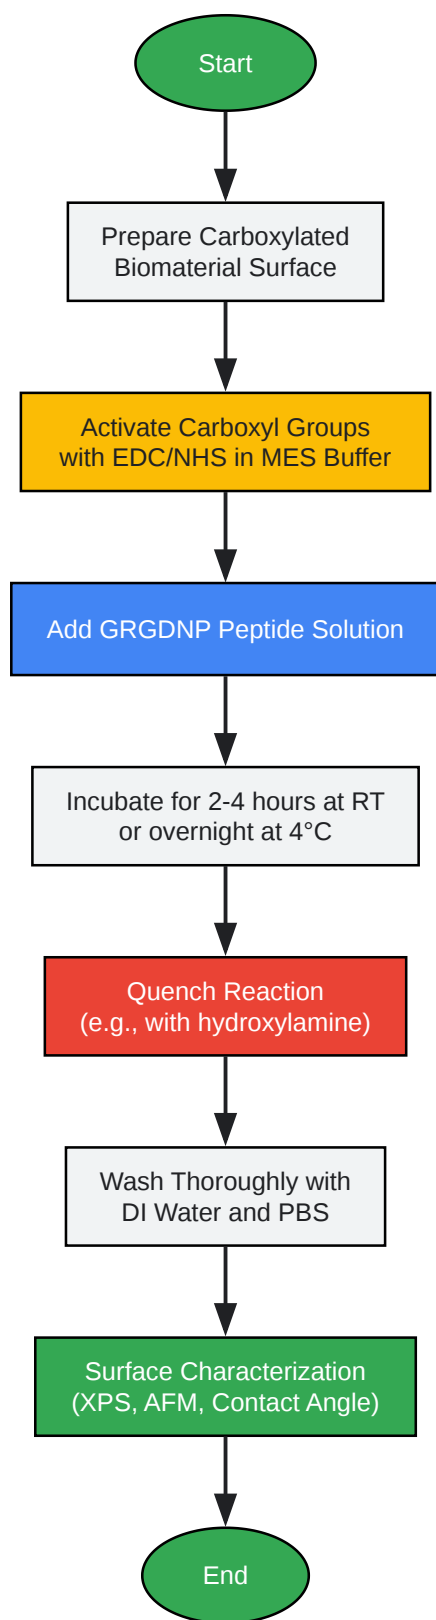 Start
Prepare Carboxylated
Biomaterial Surface
Activate Carboxyl Groups
with EDC/NHS in MES Buffer
Add GRGDNP Peptide Solution
Incubate for 2-4 hours at RT
or overnight at 4°C
Quench Reaction
(e.g., with hydroxylamine)
Wash Thoroughly with
DI Water and PBS
Surface Characterization
(XPS, AFM, Contact Angle)
End